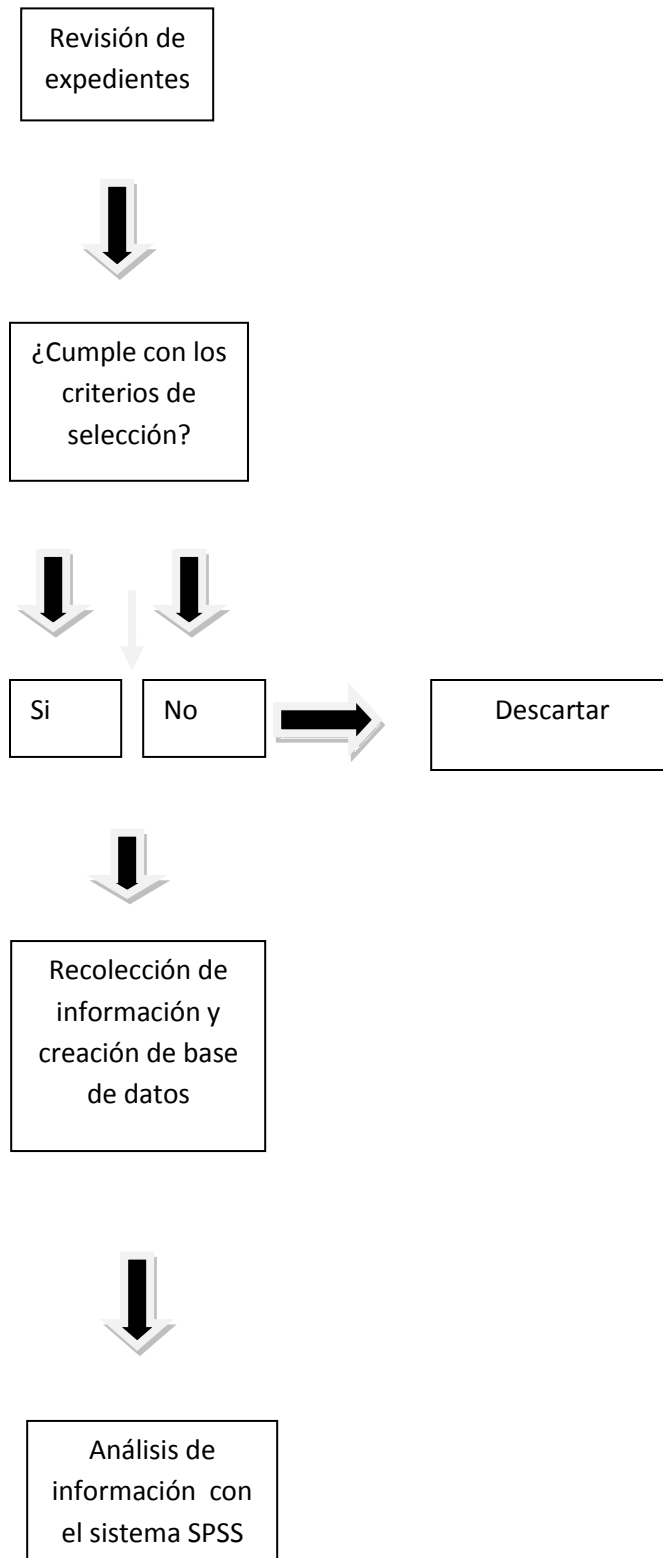 Revisión de
expedientes
¿Cumple con los
criterios de
selección?
Si
No
Descartar
Recolección de
información y
creación de base
de datos
Análisis de
información con
el sistema SPSS